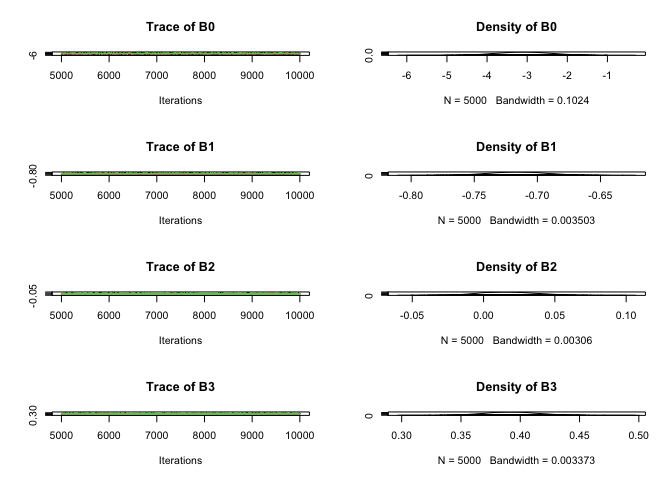 Trace of B0
-6
5000 6000 7000 8000 9000 10000
Iterations
Density of B0
0.0
-6 -5 -4 -3 -2 -1
N = 5000 Bandwidth = 0.1024
Trace of B1
-0.80
5000 6000 7000 8000 9000 10000
Iterations
Density of B1
0
-0.80 -0.75 -0.70 -0.65
N = 5000 Bandwidth = 0.003503
Trace of B2
-0.05
5000 6000 7000 8000 9000 10000
Iterations
Density of B2
0
-0.05 0.00 0.05 0.10
N = 5000 Bandwidth = 0.00306
Trace of B3
0.30
5000 6000 7000 8000 9000 10000
Iterations
Density of B3
0
0.30 0.35 0.40 0.45 0.50
N = 5000 Bandwidth = 0.003373